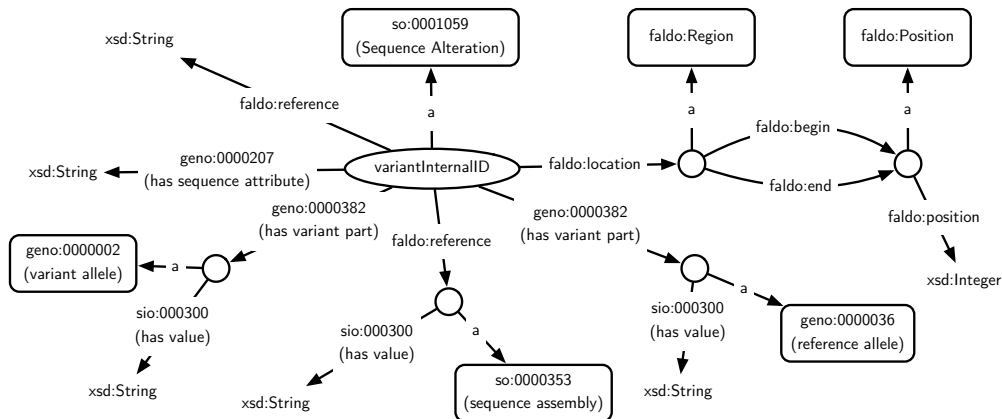 so:0001059
(Sequence Alteration)
faldo:Region
faldo:Position
xsd:String
faldo:reference
a
a
a
faldo:begin
geno:0000207
(has sequence attribute)
xsd:String
variantInternalID
faldo:location
faldo:end
geno:0000382
(has variant part)
geno:0000382
(has variant part)
faldo:reference
faldo:position
geno:0000002
(variant allele)
a
xsd:Integer
a
sio:000300
(has value)
sio:000300
(has value)
a
sio:000300
(has value)
geno:0000036
(reference allele)
xsd:String
xsd:String
so:0000353
(sequence assembly)
xsd:String